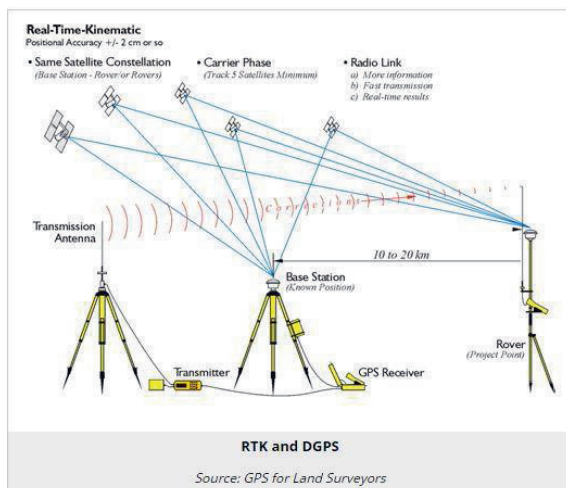 Real-Time-Kinematic
Positional Accuracy +/- 2 cm or so
• Same Satellite Constellation
(Base Station - Rover/or Rovers)
• Carrier Phase
(Track 5 Satellites Minimum)
• Radio Link
a) More information
b) Fast transmission
c) Real-time results
Corrections
Transmission
Antenna
10 to 20 km
Base Station
(Known Position)
Rover
(Project Point)
Transmitter
GPS Receiver
RTK and DGPS
Source: GPS for Land Surveyors